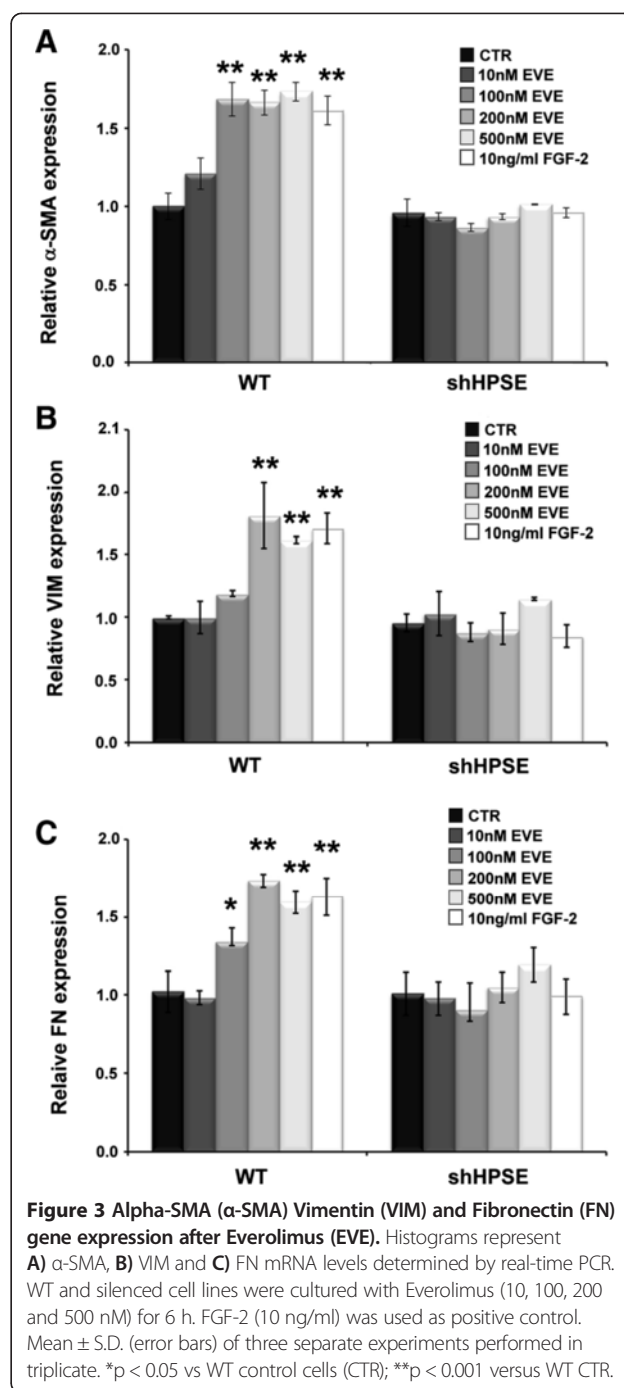 A
2.0
1.5
1.0
0.5
0.0
Relative α-SMA expression
** ** ** **
CTR
10nM EVE
100nM EVE
200nM EVE
500nM EVE
10ng/ml FGF-2
WT
shHPSE
B
2.1
2.0
1.5
1.0
0.5
0.0
Relative VIM expression
** ** **
CTR
10nM EVE
100nM EVE
200nM EVE
500nM EVE
10ng/ml FGF-2
WT
shHPSE
C
2.0
1.5
1.0
0.5
0.0
Relaive FN expression
* ** ** **
CTR
10nM EVE
100nM EVE
200nM EVE
500nM EVE
10ng/ml FGF-2
WT
shHPSE
Figure 3 Alpha-SMA (α-SMA) Vimentin (VIM) and Fibronectin (FN)
gene expression after Everolimus (EVE). Histograms represent
A) α-SMA, B) VIM and C) FN mRNA levels determined by real-time PCR.
WT and silenced cell lines were cultured with Everolimus (10, 100, 200
and 500 nM) for 6 h. FGF-2 (10 ng/ml) was used as positive control.
Mean ± S.D. (error bars) of three separate experiments performed in
triplicate. *p < 0.05 vs WT control cells (CTR); **p < 0.001 versus WT CTR.